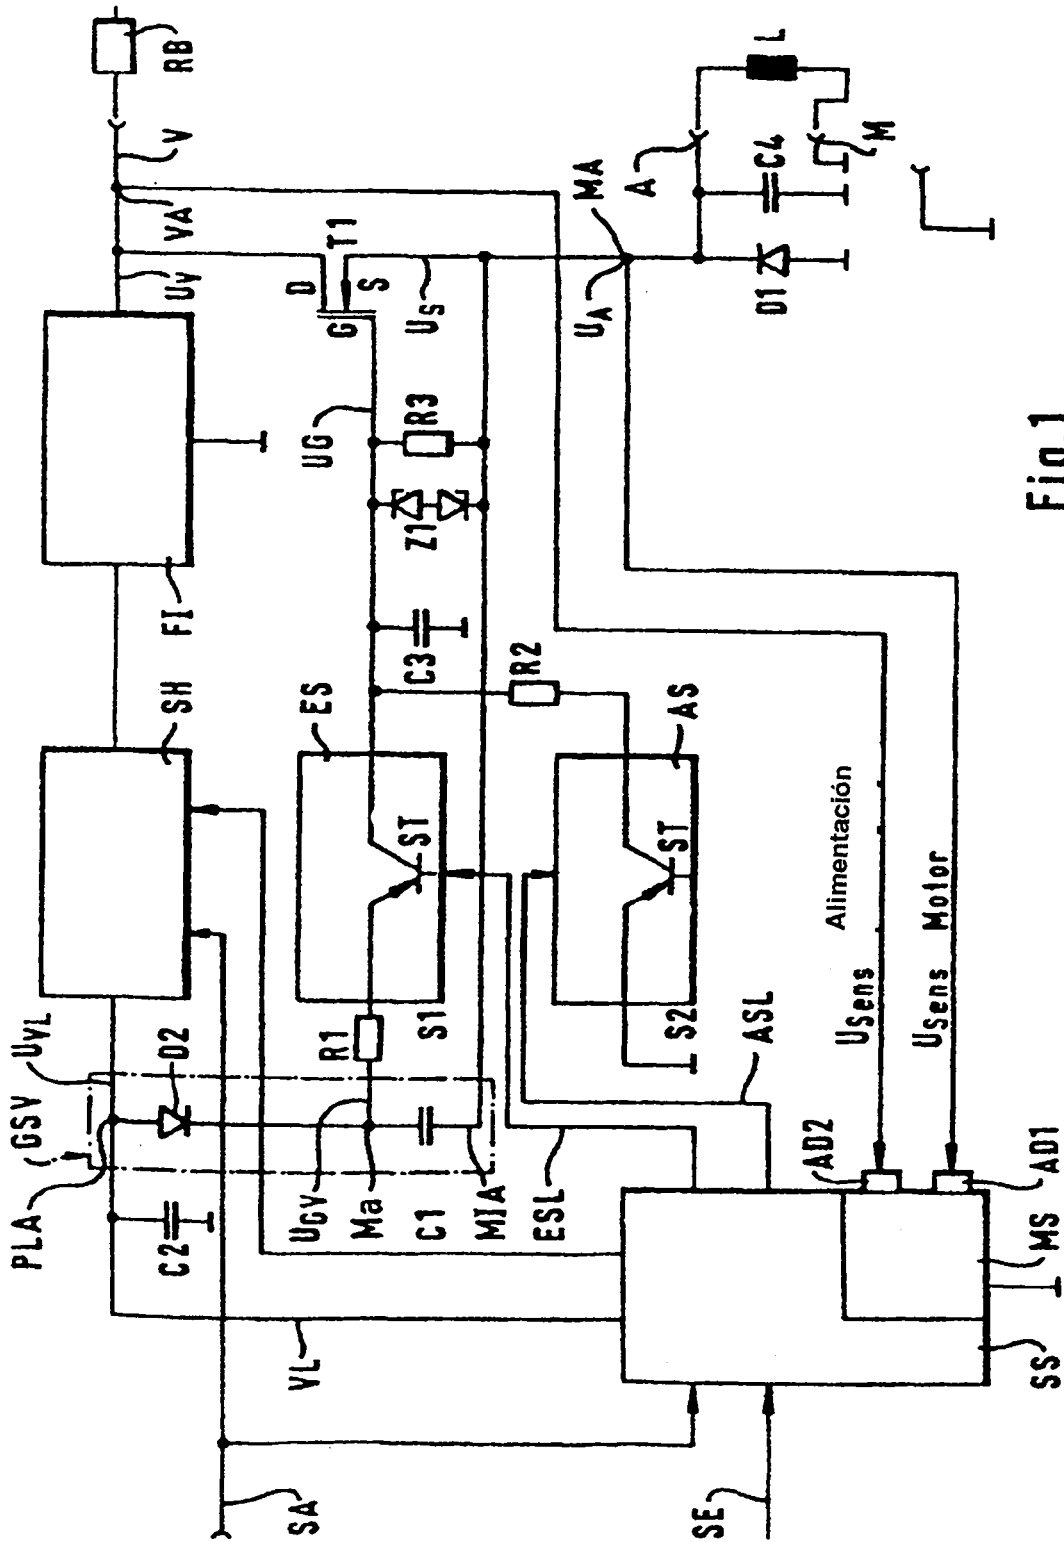 RB
V
VA
UV
FI
SH
UVL
D2
(GSV
PLA
C2
VL
SA
D
T1
G
S
US
UG
R3
Z1
C3
ES
ST
S1
R1
UGV
Ma
C1
MIA
ESL
R2
AS
ST
S2
ASL
UA
MA
A
L
M
C4
D1
USens Alimentación
USens Motor
AD2
AD1
MS
SS
SE
Fig.1